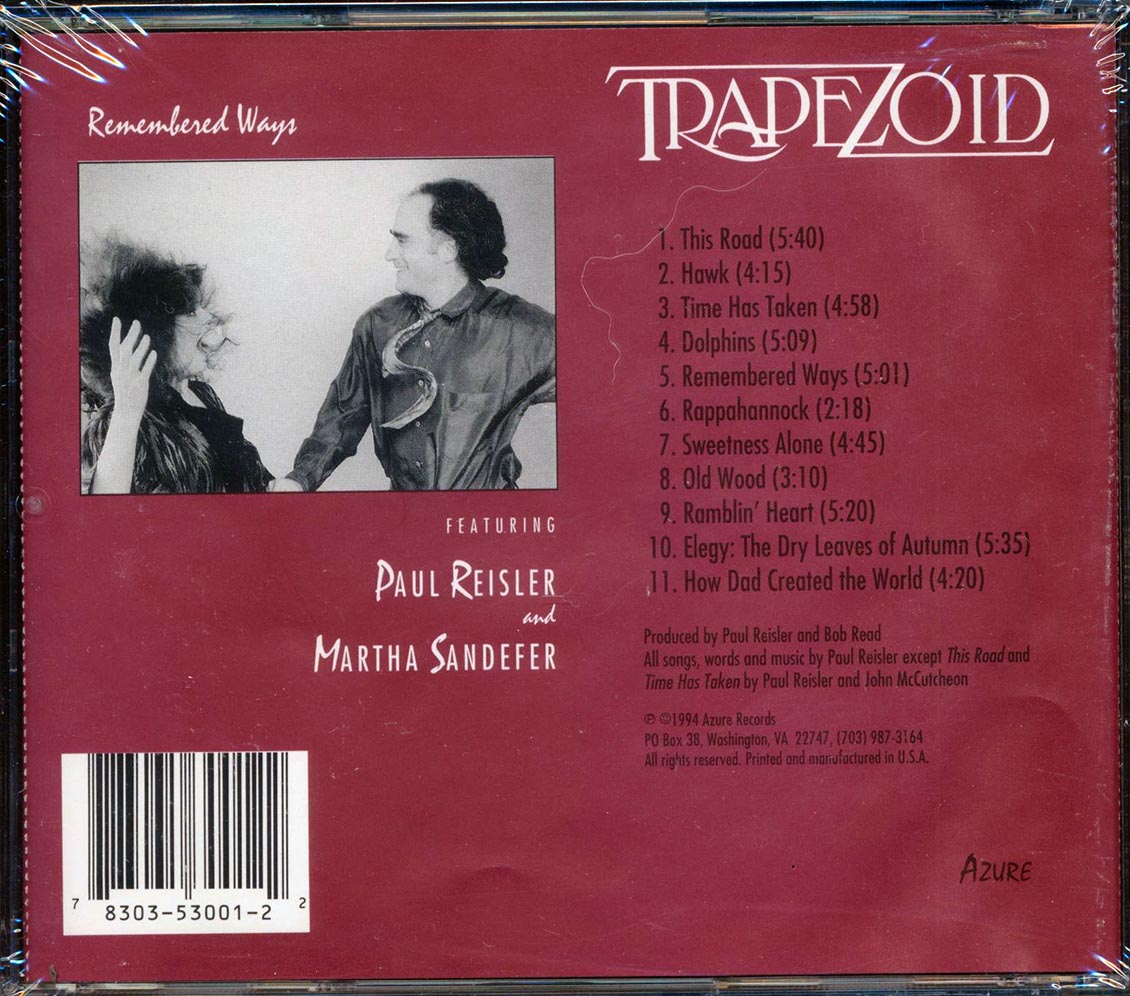 Remembered Ways
TRAPEZOID
1. This Road (5:40)
2. Hawk (4:15)
3. Time Has Taken (4:58)
4. Dolphins (5:09)
5. Remembered Ways (5:01)
6. Rappahannock (2:18)
7. Sweetness Alone (4:45)
8. Old Wood (3:10)
9. Ramblin' Heart (5:20)
10. Elegy: The Dry Leaves of Autumn (5:35)
11. How Dad Created the World (4:20)
FEATURING
PAUL REISLER
and
MARTHA SANDEFER
Produced by Paul Reisler and Bob Read
All songs, words and music by Paul Reisler except This Road and
Time Has Taken by Paul Reisler and John McCutcheon
℗ ©1994 Azure Records
PO Box 38, Washington, VA 22747, (703) 987-3164
All rights reserved. Printed and manufactured in U.S.A.
AZURE
7 8303-53001-2 2